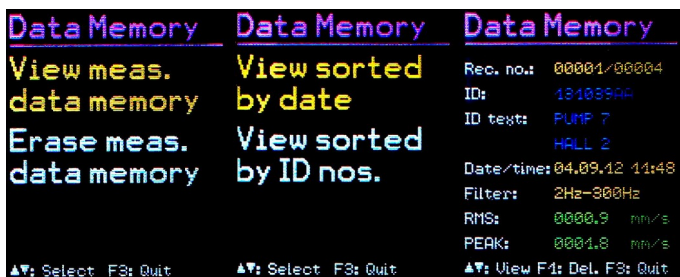 Data Memory
View meas.
data memory
Erase meas.
data memory
▲▼: Select F3: Quit
Data Memory
View sorted
by date
View sorted
by ID nos.
▲▼: Select F3: Quit
Data Memory
Rec. no.: 00001/00004
ID: 131039AA
ID text: PUMP 7
HALL 2
Date/time: 04.09.12 11:48
Filter: 2Hz-300Hz
RMS: 0000.9 mm/s
PEAK: 0001.8 mm/s
▲▼: View F1: Del. F3: Quit